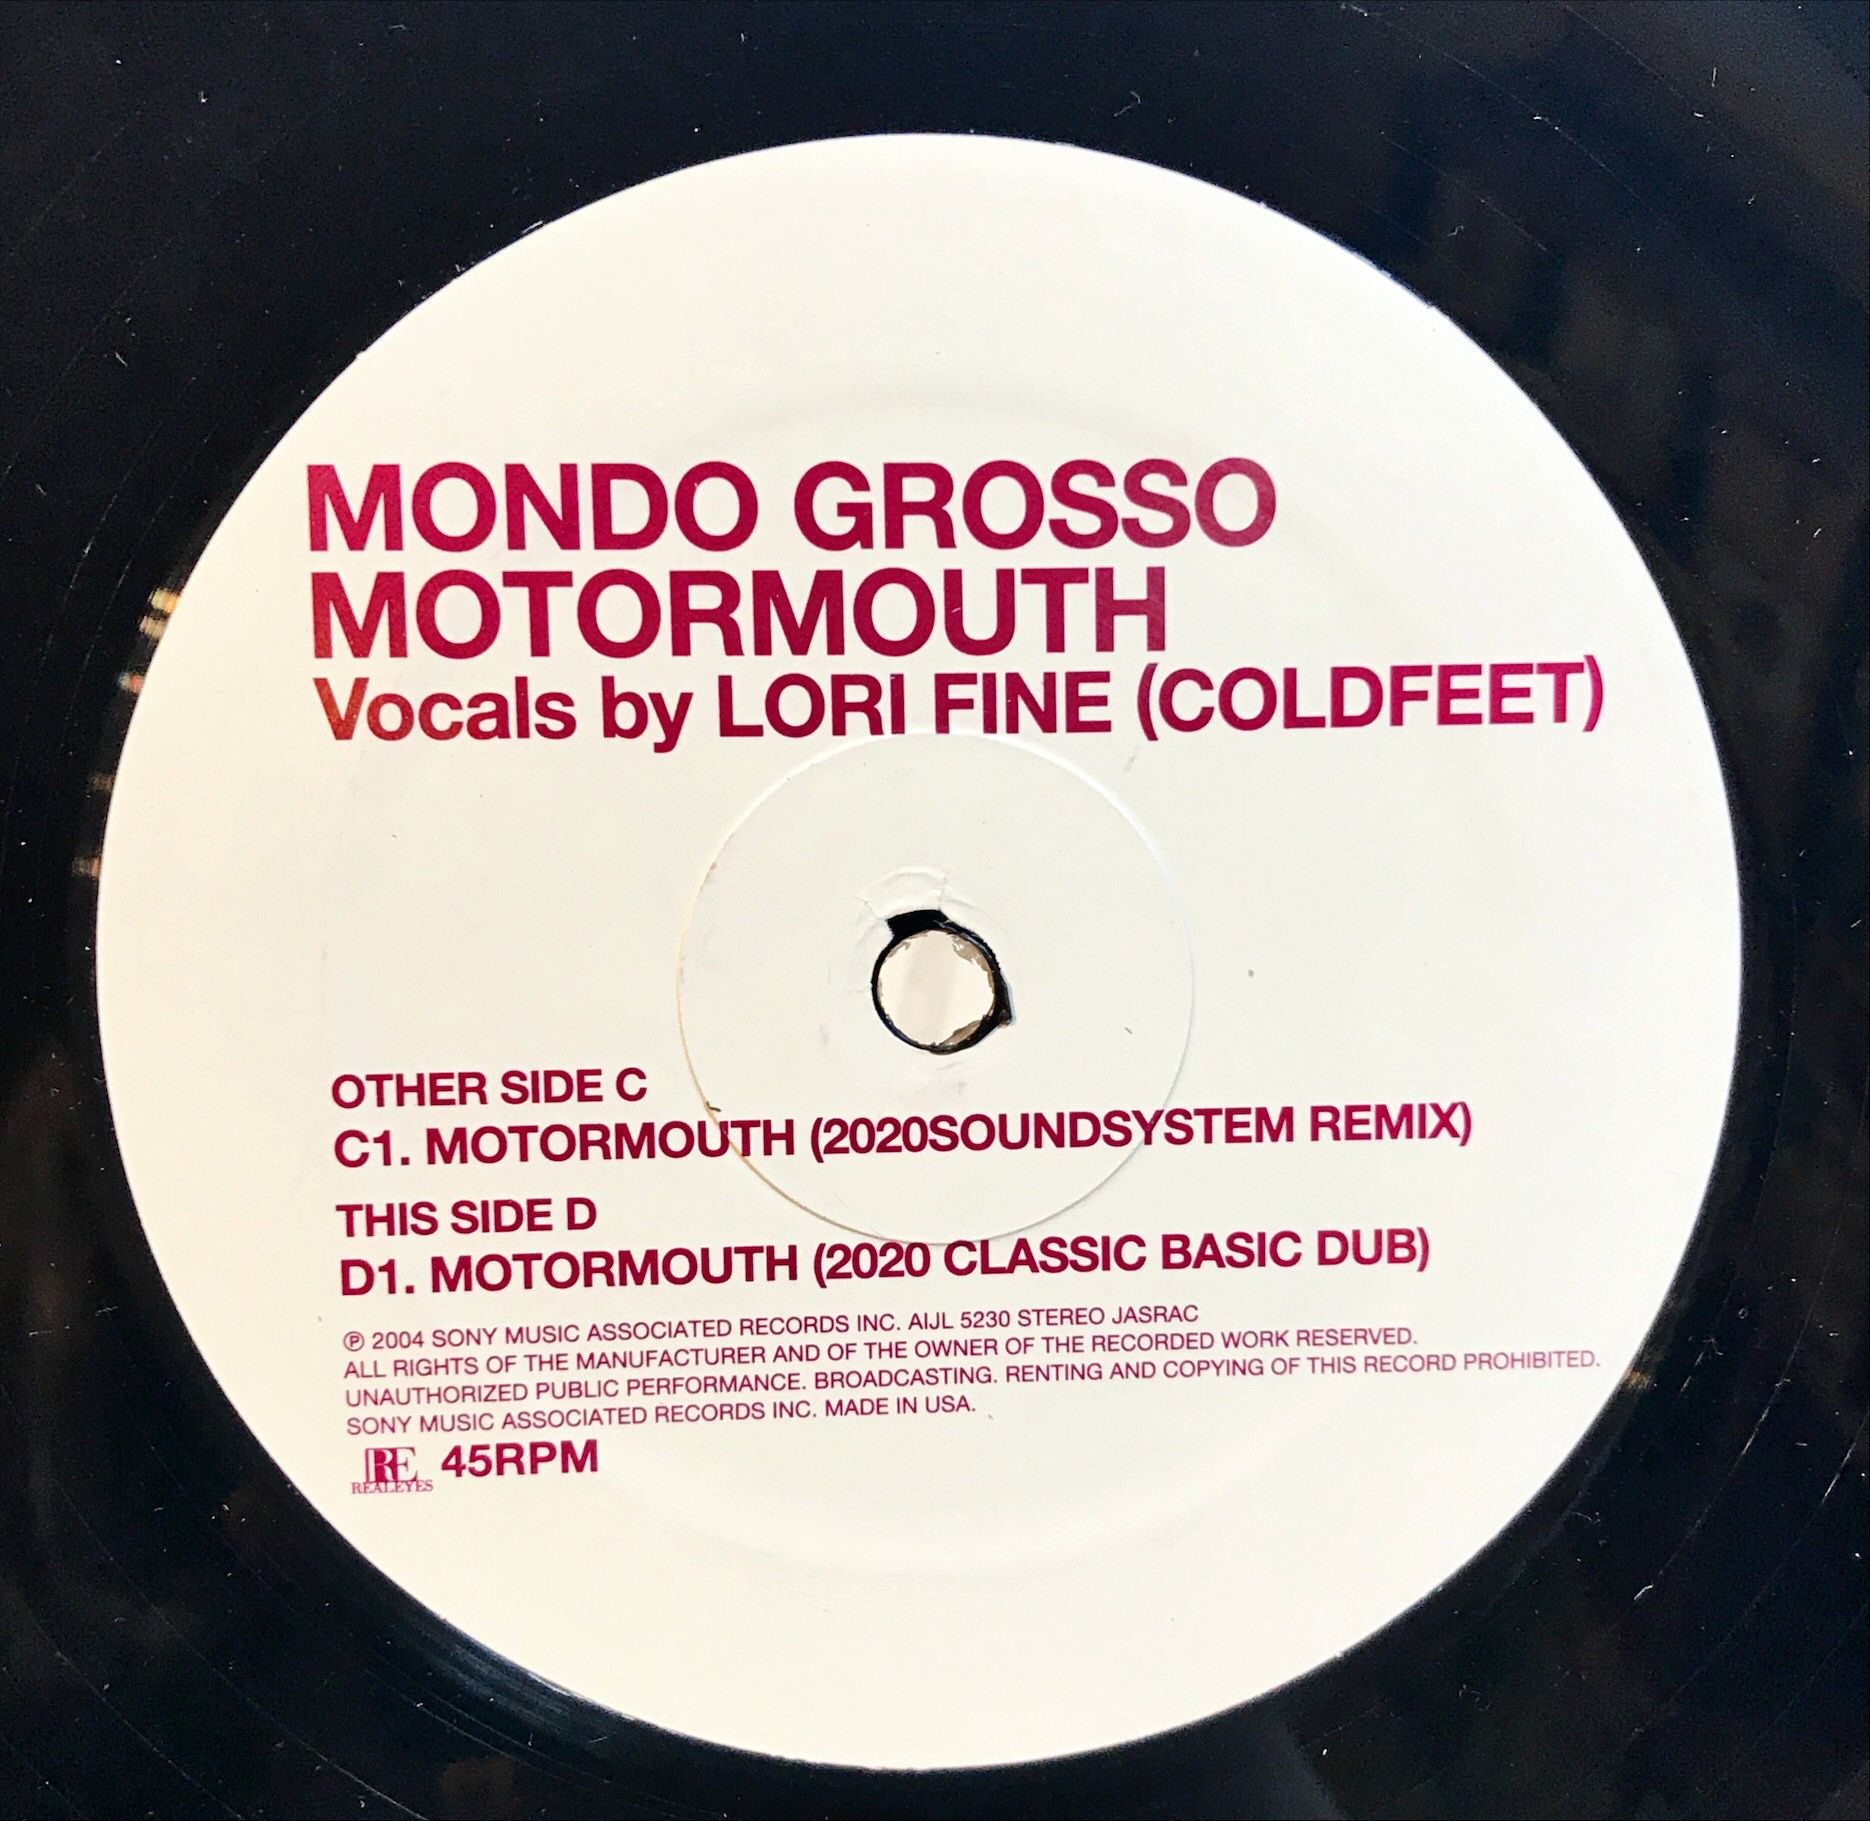 MONDO GROSSO
MOTORMOUTH
Vocals by LORI FINE (COLDFEET)
OTHER SIDE C
C1. MOTORMOUTH (2020SOUNDSYSTEM REMIX)
THIS SIDE D
D1. MOTORMOUTH (2020 CLASSIC BASIC DUB)
℗ 2004 SONY MUSIC ASSOCIATED RECORDS INC. AIJL 5230 STEREO JASRAC
ALL RIGHTS OF THE MANUFACTURER AND OF THE OWNER OF THE RECORDED WORK RESERVED.
UNAUTHORIZED PUBLIC PERFORMANCE. BROADCASTING. RENTING AND COPYING OF THIS RECORD PROHIBITED.
SONY MUSIC ASSOCIATED RECORDS INC. MADE IN USA.
RE
REALEYES
45RPM